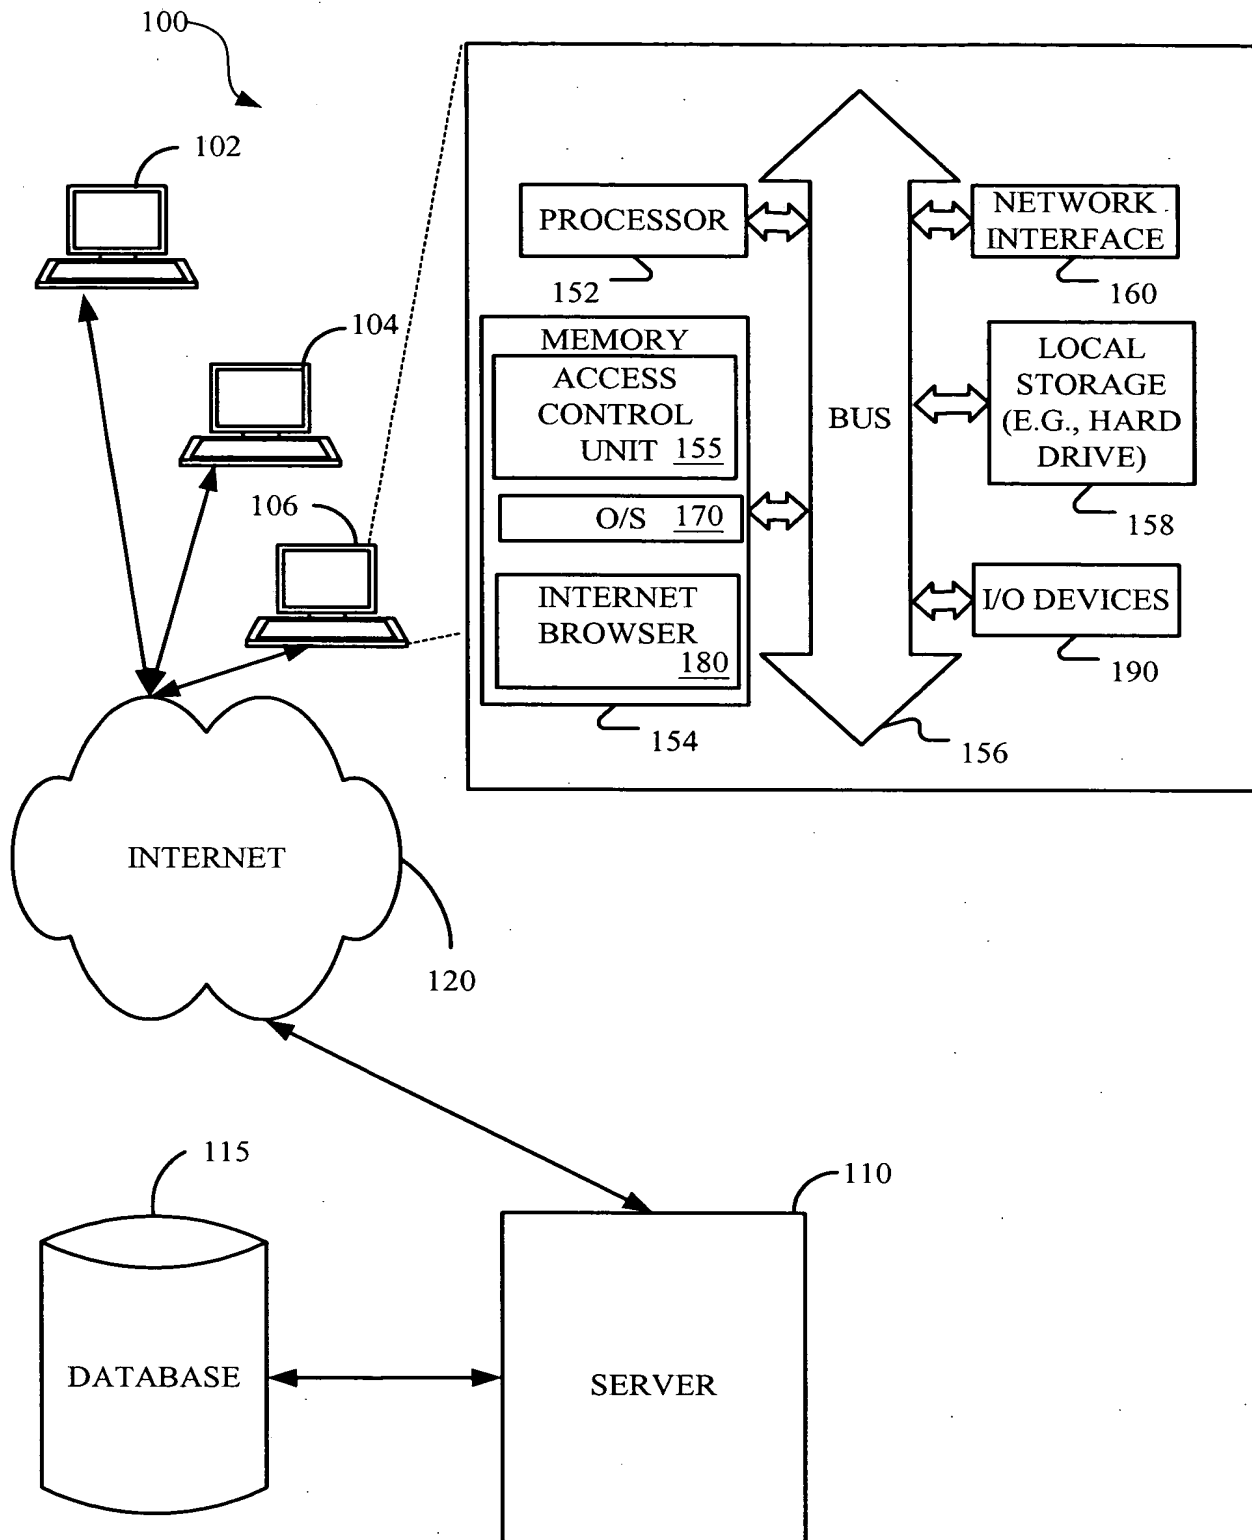 100
102
104
106
PROCESSOR
152
MEMORY
ACCESS
CONTROL
UNIT 155
O/S 170
INTERNET
BROWSER
180
154
BUS
156
NETWORK
INTERFACE
160
LOCAL
STORAGE
(E.G., HARD
DRIVE)
158
I/O DEVICES
190
INTERNET
120
115
DATABASE
110
SERVER